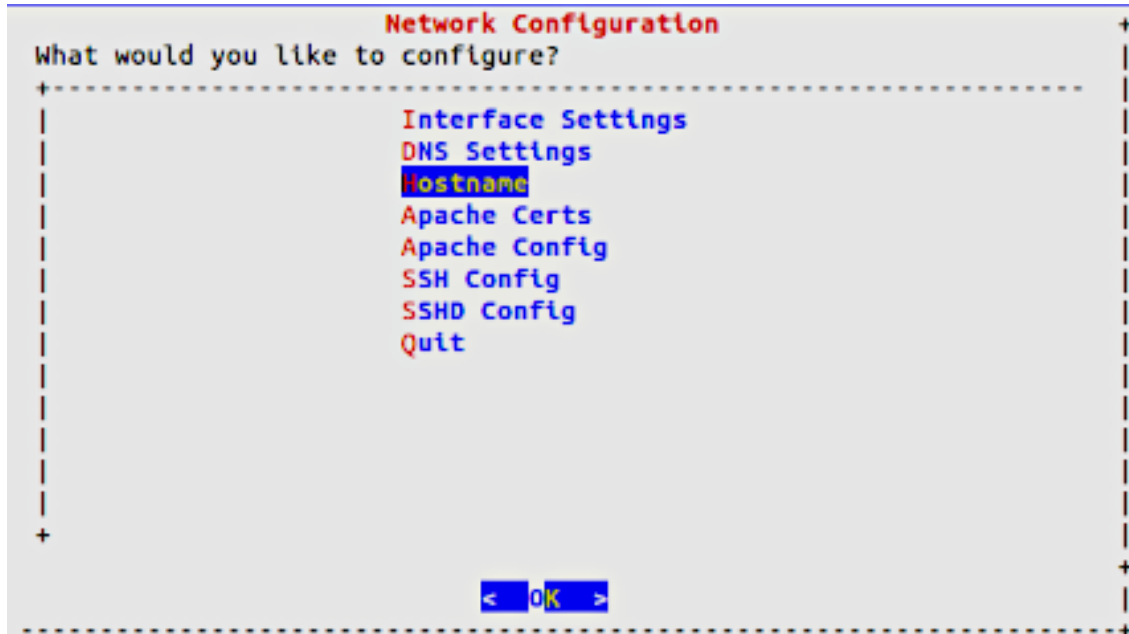 Network Configuration
What would you like to configure?
Interface Settings
DNS Settings
Hostname
Apache Certs
Apache Config
SSH Config
SSHD Config
Quit
< OK >